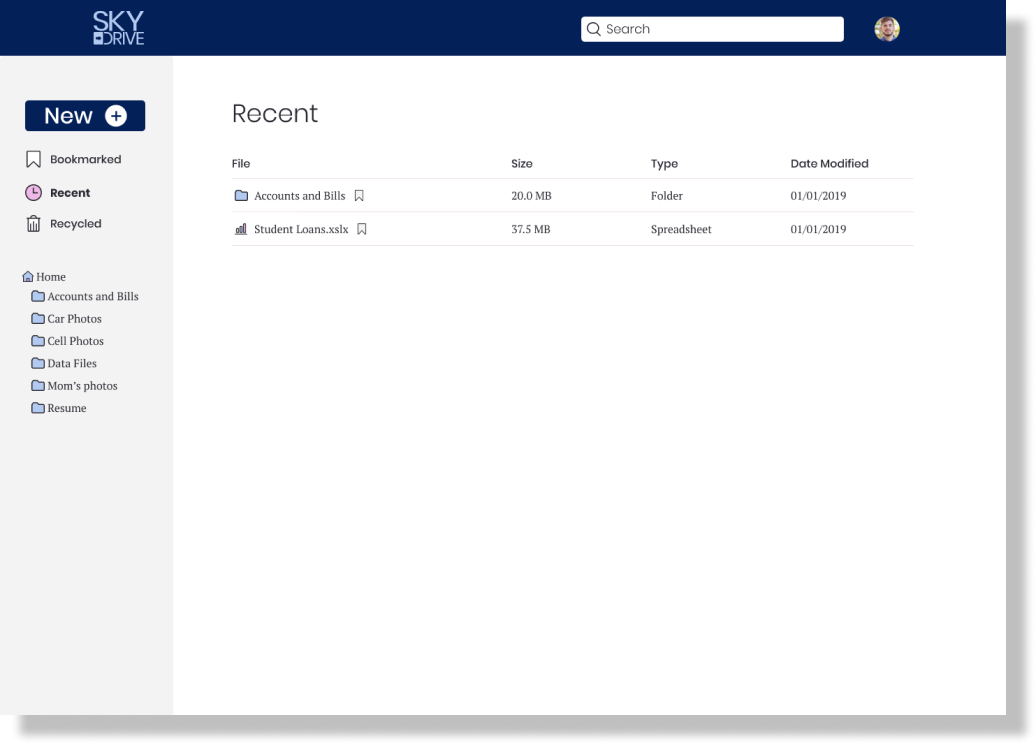 SKY
DRIVE
Search
New
Bookmarked
Recent
Recycled
Home
Accounts and Bills
Car Photos
Cell Photos
Data Files
Mom's photos
Resume
Recent
File Size Type Date Modified
Accounts and Bills 20.0 MB Folder 01/01/2019
Student Loans.xslx 37.5 MB Spreadsheet 01/01/2019